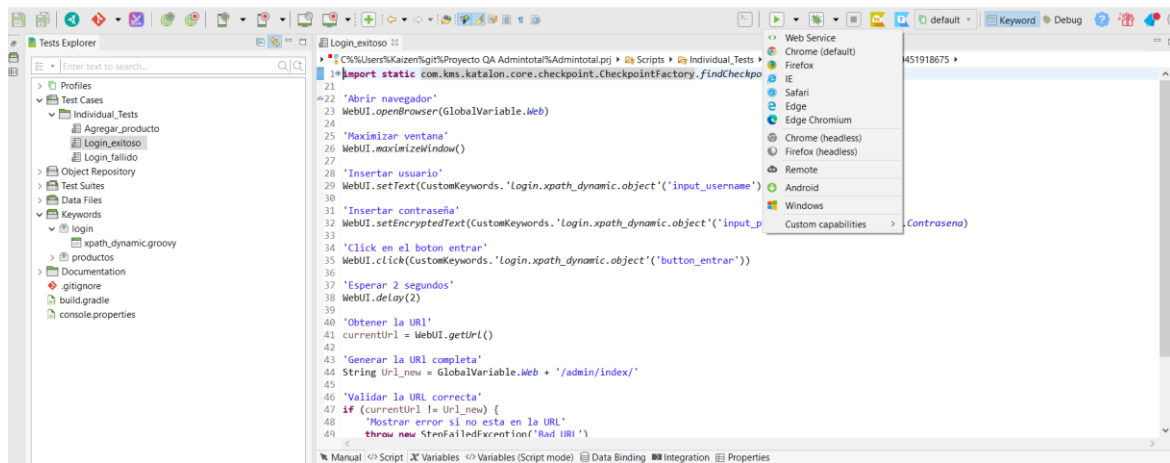 default
Keyword
Debug
Tests Explorer
Enter text to search...
Profiles
Test Cases
Individual_Tests
Agregar_producto
Login_exitoso
Login_fallido
Object Repository
Test Suites
Data Files
Keywords
login
xpath_dynamic.groovy
productos
Documentation
.gitignore
build.gradle
console.properties
Login_exitoso
C%%Users%Kaizen%git%Proyecto QA Admintotal%Admintotal.prj Scripts Individual_Tests 451918675
1 import static com.kms.katalon.core.checkpoint.CheckpointFactory.findCheckpo
21
22 'Abrir navegador'
23 WebUI.openBrowser(GlobalVariable.Web)
24
25 'Maximizar ventana'
26 WebUI.maximizeWindow()
27
28 'Insertar usuario'
29 WebUI.setText(CustomKeywords.'login.xpath_dynamic.object'('input_username')
30
31 'Insertar contraseña'
32 WebUI.setEncryptedText(CustomKeywords.'login.xpath_dynamic.object'('input_p .Contrasena)
33
34 'Click en el boton entrar'
35 WebUI.click(CustomKeywords.'login.xpath_dynamic.object'('button_entrar'))
36
37 'Esperar 2 segundos'
38 WebUI.delay(2)
39
40 'Obtener la URl'
41 currentUrl = WebUI.getUrl()
42
43 'Generar la URl completa'
44 String Url_new = GlobalVariable.Web + '/admin/index/'
45
46 'Validar la URL correcta'
47 if (currentUrl != Url_new) {
48 'Mostrar error si no esta en la URL'
49 throw new StepFailedException('Bad URL')
Web Service
Chrome (default)
Firefox
IE
Safari
Edge
Edge Chromium
Chrome (headless)
Firefox (headless)
Remote
Android
Windows
Custom capabilities
Manual </> Script Variables </> Variables (Script mode) Data Binding Integration Properties